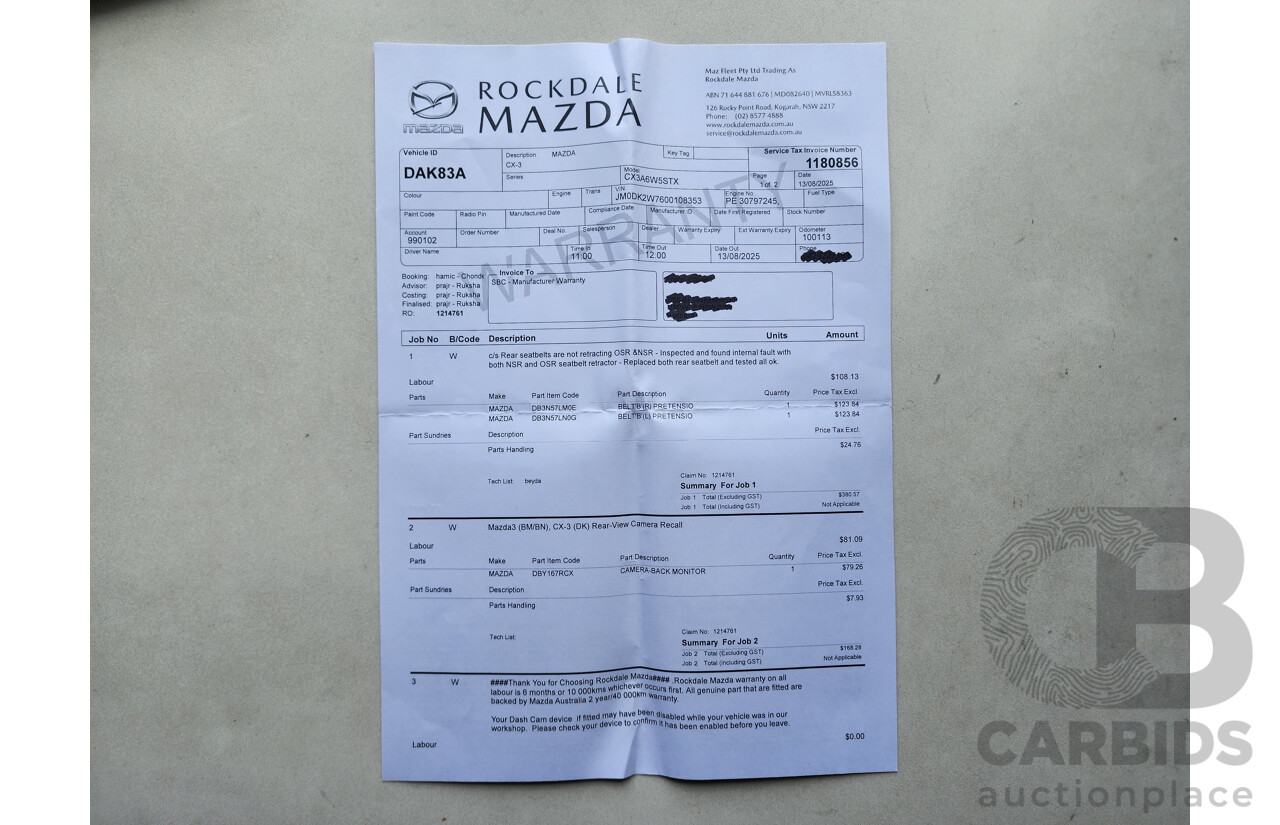 ROCKDALE
MAZDA
mazda
Maz Fleet Pty Ltd Trading As
Rockdale Mazda
ABN 71 644 881 676 | MD082640 | MVRL58363
126 Rocky Point Road, Kogarah, NSW 2217
Phone: (02) 8577 4888
www.rockdalemazda.com.au
service@rockdalemazda.com.au
Vehicle ID
DAK83A
Description MAZDA
CX-3
Key Tag
Service Tax Invoice Number
1180856
Series
Model
CX3A6W5STX
Page
1 of 2
Date
13/08/2025
Colour
Engine
Trans
VIN
JM0DK2W7600108353
Engine No.
PE 30797245,
Fuel Type
Paint Code
Radio Pin
Manufactured Date
Compliance Date
Manufacturer ID
Date First Registered
Stock Number
Account
990102
Order Number
Deal No.
Salesperson
Dealer
Warranty Expiry
Ext Warranty Expiry
Odometer
100113
Driver Name
Time In
11:00
Time Out
12:00
Date Out
13/08/2025
Phone
WARRANTY
Booking: hamic - Chonde
Advisor: prajr - Ruksha
Costing: prajr - Ruksha
Finalised: prajr - Ruksha
RO: 1214761
Invoice To
SBC - Manufacturer Warranty
Job No B/Code Description Units Amount
1 W c/s Rear seatbelts are not retracting OSR &NSR - Inspected and found internal fault with
both NSR and OSR seatbelt retractor - Replaced both rear seatbelt and tested all ok.
Labour $108.13
Parts Make Part Item Code Part Description Quantity Price Tax Excl.
MAZDA DB3N57LM0E BELT'B'(R) PRETENSIO 1 $123.84
MAZDA DB3N57LN0G BELT'B'(L) PRETENSIO 1 $123.84
Part Sundries Description Price Tax Excl.
Parts Handling $24.76
Tech List: beyda
Claim No: 1214761
Summary For Job 1
Job 1 Total (Excluding GST) $380.57
Job 1 Total (Including GST) Not Applicable
2 W Mazda3 (BM/BN), CX-3 (DK) Rear-View Camera Recall
Labour $81.09
Parts Make Part Item Code Part Description Quantity Price Tax Excl.
MAZDA DBY167RCX CAMERA-BACK MONITOR 1 $79.26
Part Sundries Description Price Tax Excl.
Parts Handling $7.93
Tech List:
Claim No: 1214761
Summary For Job 2
Job 2 Total (Excluding GST) $168.28
Job 2 Total (Including GST) Not Applicable
3 W ####Thank You for Choosing Rockdale Mazda#### .Rockdale Mazda warranty on all
labour is 6 months or 10 000kms whichever occurs first. All genuine part that are fitted are
backed by Mazda Australia 2 year/40 000km warranty.
Your Dash Cam device if fitted may have been disabled while your vehicle was in our
workshop. Please check your device to confirm it has been enabled before you leave.
Labour $0.00
CB
CARBIDS
auctionplace